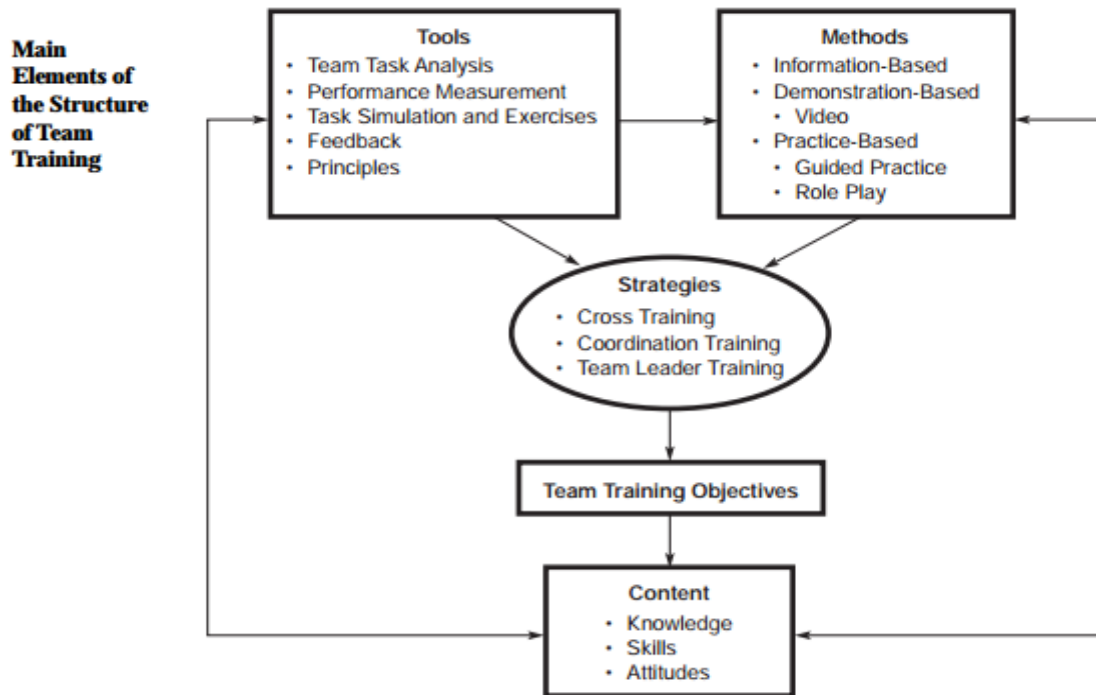 Main
Elements of
the Structure
of Team
Training
Tools
• Team Task Analysis
• Performance Measurement
• Task Simulation and Exercises
• Feedback
• Principles
Methods
• Information-Based
• Demonstration-Based
• Video
• Practice-Based
• Guided Practice
• Role Play
Strategies
• Cross Training
• Coordination Training
• Team Leader Training
Team Training Objectives
Content
• Knowledge
• Skills
• Attitudes